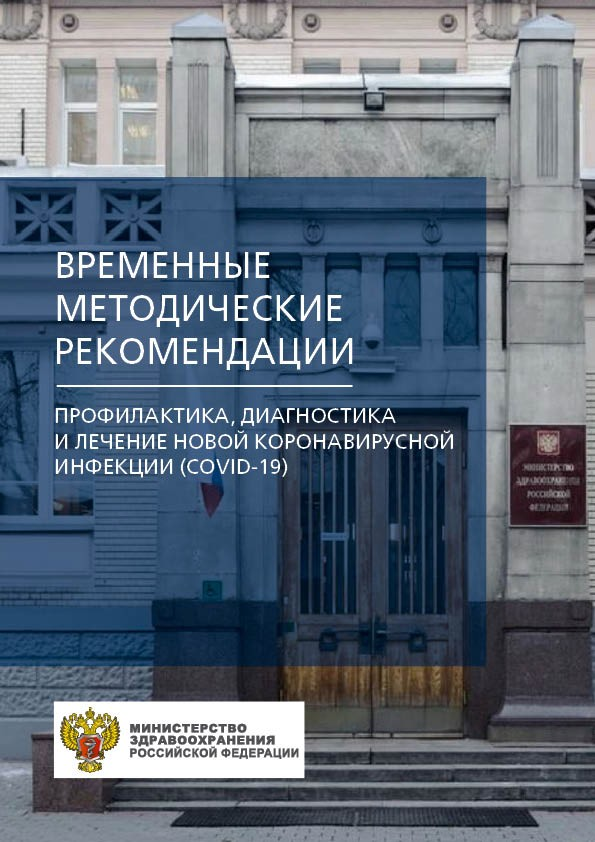 ВРЕМЕННЫЕ
МЕТОДИЧЕСКИЕ
РЕКОМЕНДАЦИИ
ПРОФИЛАКТИКА, ДИАГНОСТИКА
И ЛЕЧЕНИЕ НОВОЙ КОРОНАВИРУСНОЙ
ИНФЕКЦИИ (COVID-19)
МИНИСТЕРСТВО
ЗДРАВООХРАНЕНИЯ
РОССИЙСКОЙ
ФЕДЕРАЦИИ
МИНИСТЕРСТВО
ЗДРАВООХРАНЕНИЯ
РОССИЙСКОЙ ФЕДЕРАЦИИ